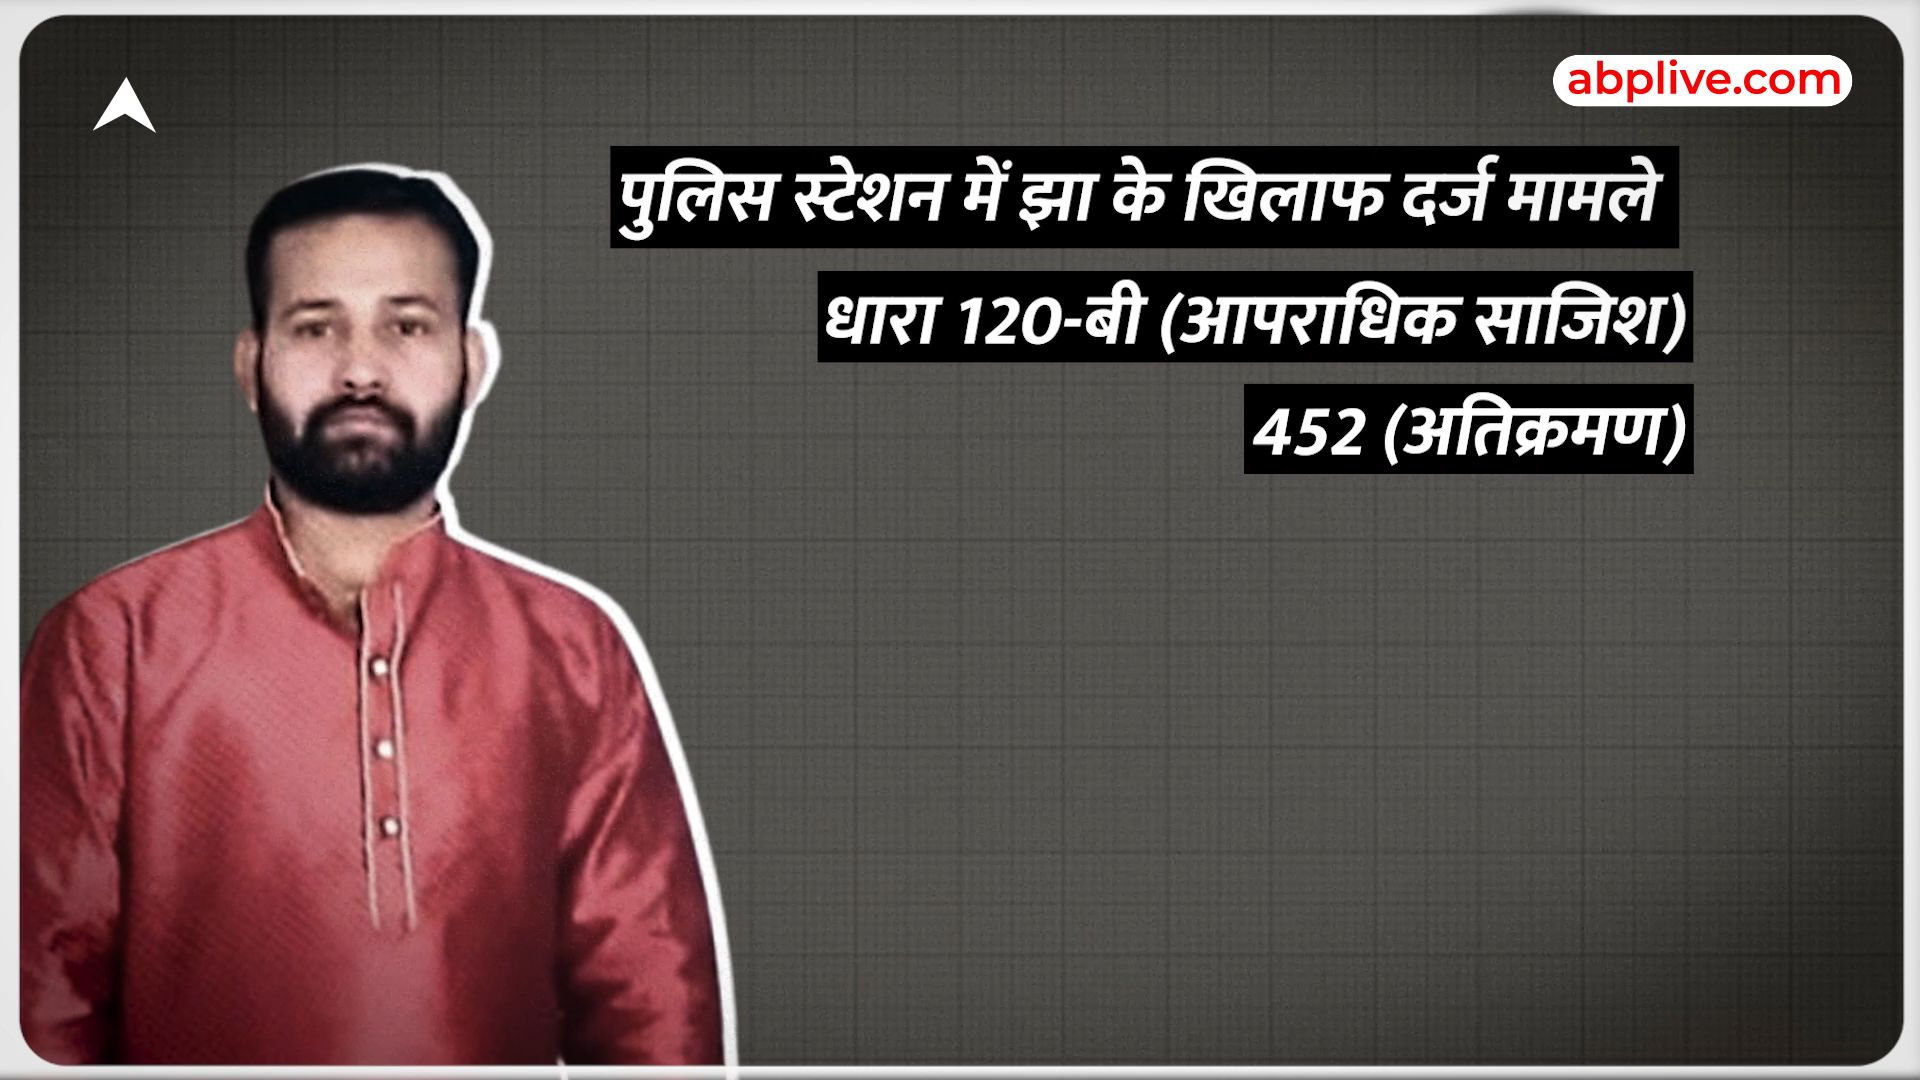 abplive.com
पुलिस स्टेशन में झा के खिलाफ दर्ज मामले
धारा 120-बी (आपराधिक साजिश)
452 (अतिक्रमण)